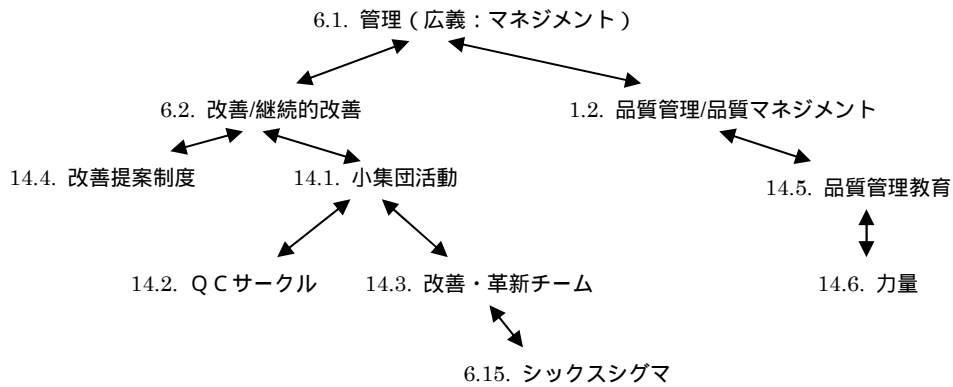 6.1. 管理（広義：マネジメント）
6.2. 改善/継続的改善
1.2. 品質管理/品質マネジメント
14.4. 改善提案制度
14.1. 小集団活動
14.5. 品質管理教育
14.2. ＱＣサークル
14.3. 改善・革新チーム
14.6. 力量
6.15. シックスシグマ